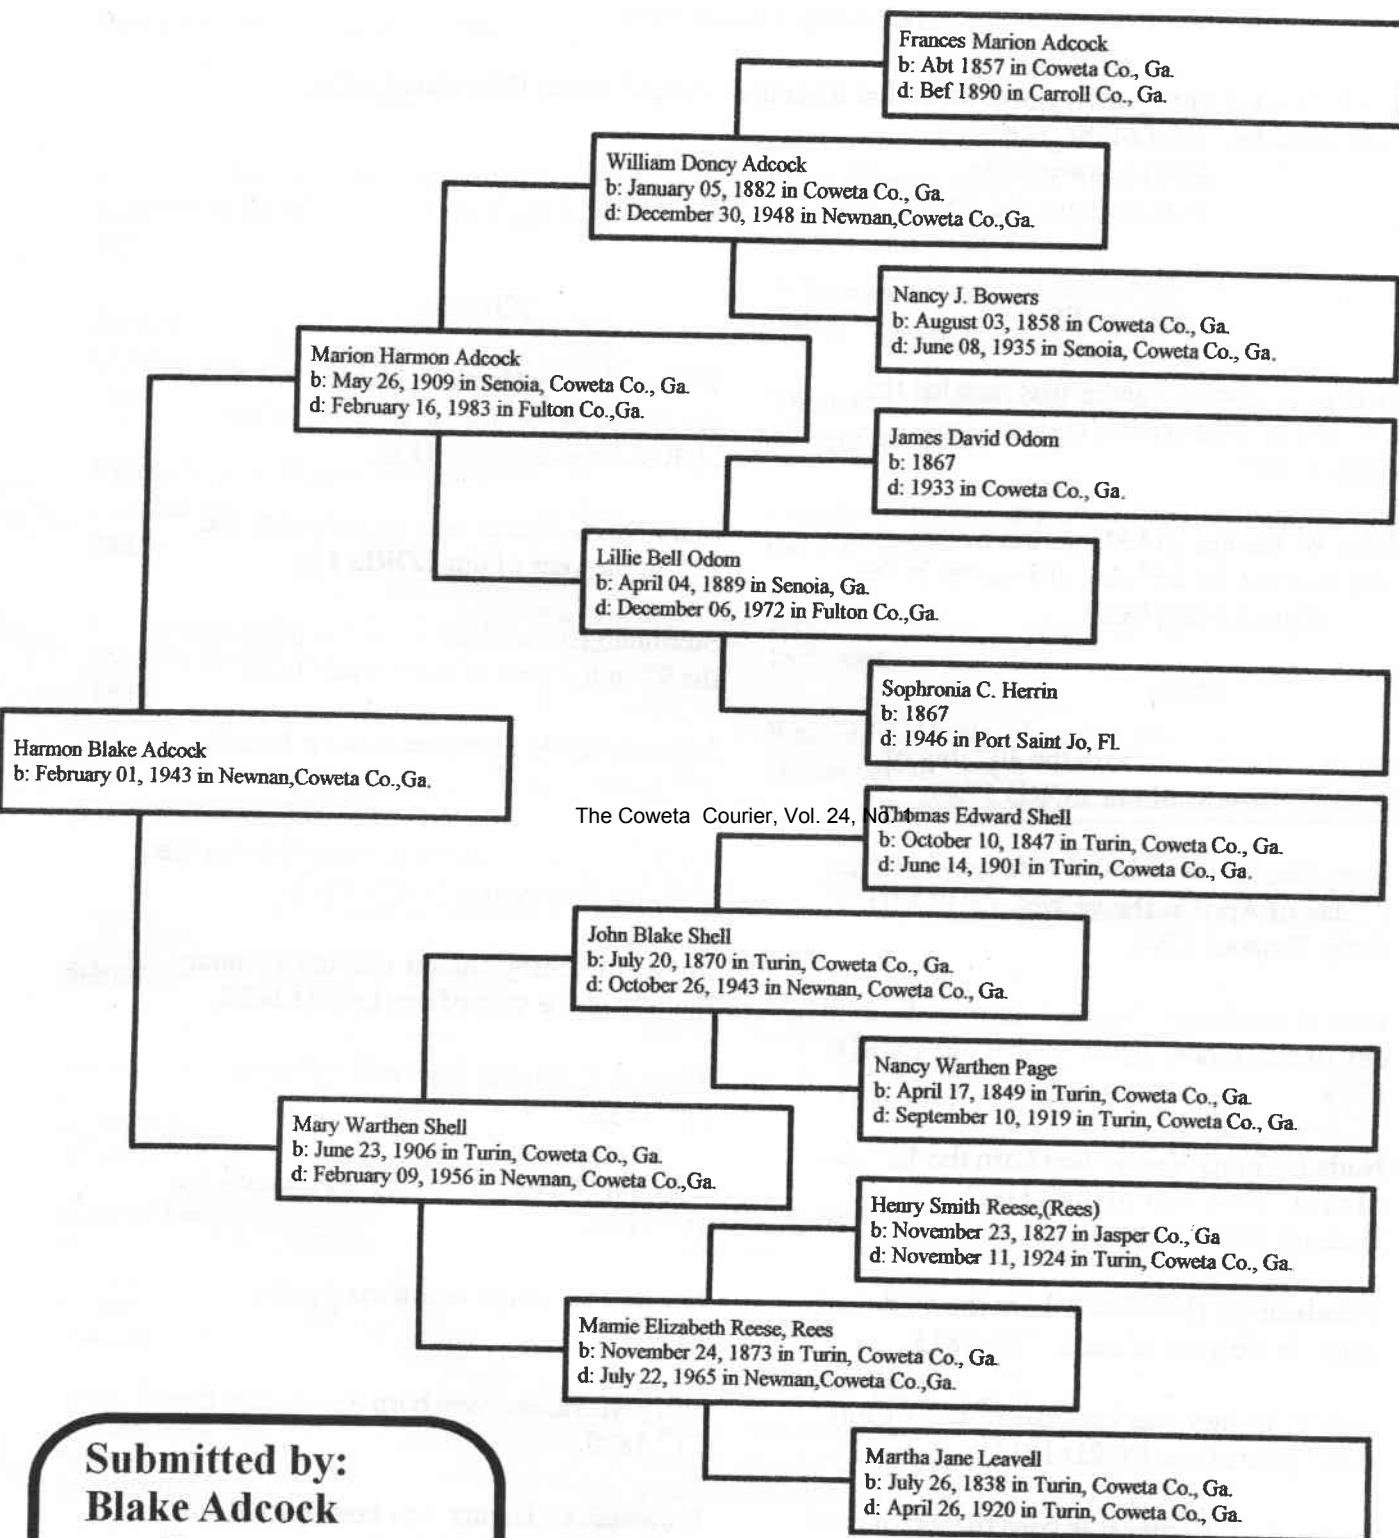 Frances Marion Adcock
b: Abt 1857 in Coweta Co., Ga.
d: Bef 1890 in Carroll Co., Ga.
William Doncy Adcock
b: January 05, 1882 in Coweta Co., Ga.
d: December 30, 1948 in Newnan,Coweta Co.,Ga.
Nancy J. Bowers
b: August 03, 1858 in Coweta Co., Ga.
d: June 08, 1935 in Senoia, Coweta Co., Ga.
Marion Harmon Adcock
b: May 26, 1909 in Senoia, Coweta Co., Ga.
d: February 16, 1983 in Fulton Co.,Ga.
James David Odom
b: 1867
d: 1933 in Coweta Co., Ga.
Lillie Bell Odom
b: April 04, 1889 in Senoia, Ga.
d: December 06, 1972 in Fulton Co.,Ga.
Sophronia C. Herrin
b: 1867
d: 1946 in Port Saint Jo, FL
Harmon Blake Adcock
b: February 01, 1943 in Newnan,Coweta Co.,Ga.
The Coweta Courier, Vol. 24,
Thomas Edward Shell
b: October 10, 1847 in Turin, Coweta Co., Ga.
d: June 14, 1901 in Turin, Coweta Co., Ga.
John Blake Shell
b: July 20, 1870 in Turin, Coweta Co., Ga.
d: October 26, 1943 in Newnan, Coweta Co., Ga.
Nancy Warthen Page
b: April 17, 1849 in Turin, Coweta Co., Ga.
d: September 10, 1919 in Turin, Coweta Co., Ga.
Mary Warthen Shell
b: June 23, 1906 in Turin, Coweta Co., Ga.
d: February 09, 1956 in Newnan, Coweta Co.,Ga.
Henry Smith Reese,(Rees)
b: November 23, 1827 in Jasper Co., Ga
d: November 11, 1924 in Turin, Coweta Co., Ga.
Mamie Elizabeth Reese, Rees
b: November 24, 1873 in Turin, Coweta Co., Ga.
d: July 22, 1965 in Newnan,Coweta Co.,Ga.
Martha Jane Leavell
b: July 26, 1838 in Turin, Coweta Co., Ga.
d: April 26, 1920 in Turin, Coweta Co., Ga.
Submitted by:
Blake Adcock